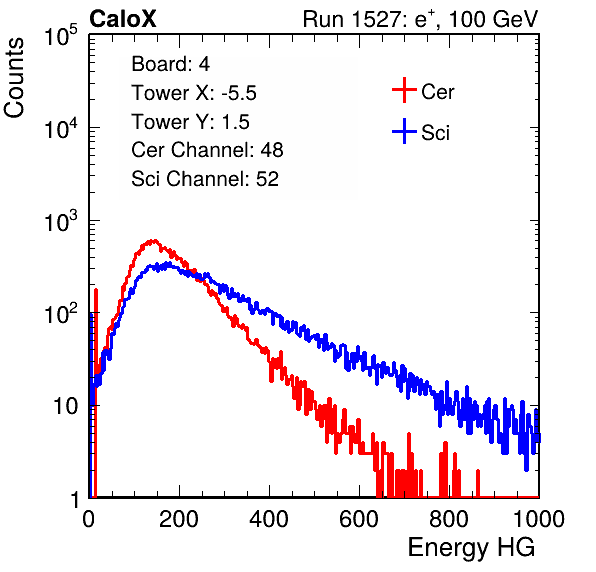 CaloX Run 1527: e⁺, 100 GeV
Counts
10⁵
10⁴
10³
10²
10
1
Board: 4
Tower X: -5.5
Tower Y: 1.5
Cer Channel: 48
Sci Channel: 52
Cer
Sci
0 200 400 600 800 1000
Energy HG